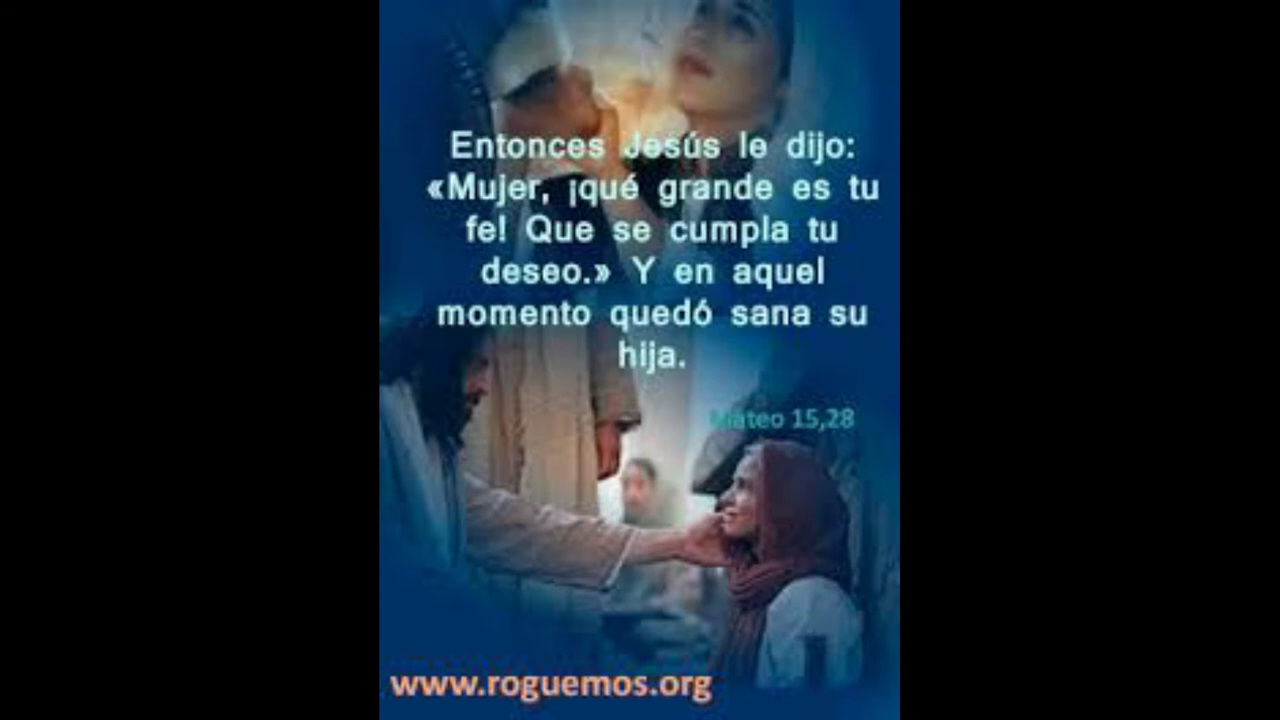 Entonces Jesús le dijo:
«Mujer, ¡qué grande es tu
fe! Que se cumpla tu
deseo.» Y en aquel
momento quedó sana su
hija.
Mateo 15,28
www.roguemos.org